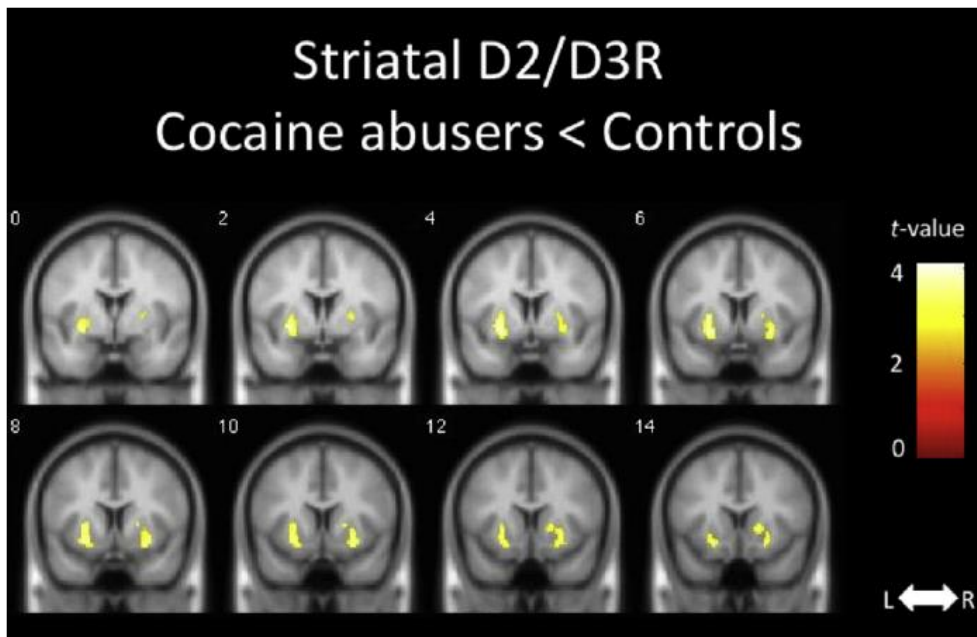 Striatal D2/D3R
Cocaine abusers < Controls
0 2 4 6
t-value
4
2
0
8 10 12 14
L R